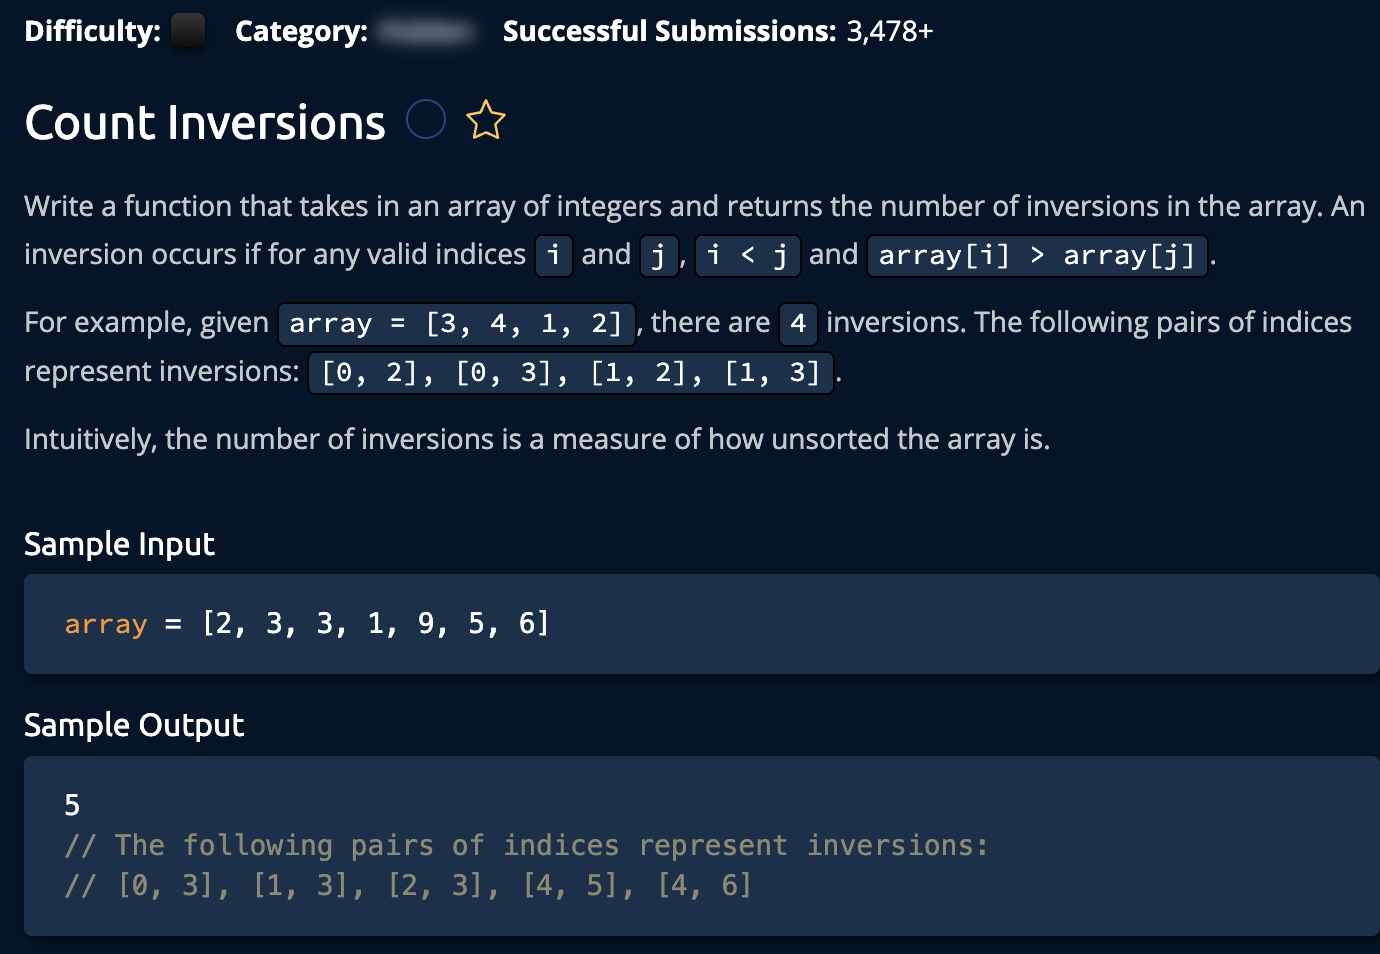 Difficulty: Category: Successful Submissions: 3,478+
Count Inversions
Write a function that takes in an array of integers and returns the number of inversions in the array. An
inversion occurs if for any valid indices i and j, i < j and array[i] > array[j].
For example, given array = [3, 4, 1, 2], there are 4 inversions. The following pairs of indices
represent inversions: [0, 2], [0, 3], [1, 2], [1, 3].
Intuitively, the number of inversions is a measure of how unsorted the array is.
Sample Input
array = [2, 3, 3, 1, 9, 5, 6]
Sample Output
5
// The following pairs of indices represent inversions:
// [0, 3], [1, 3], [2, 3], [4, 5], [4, 6]